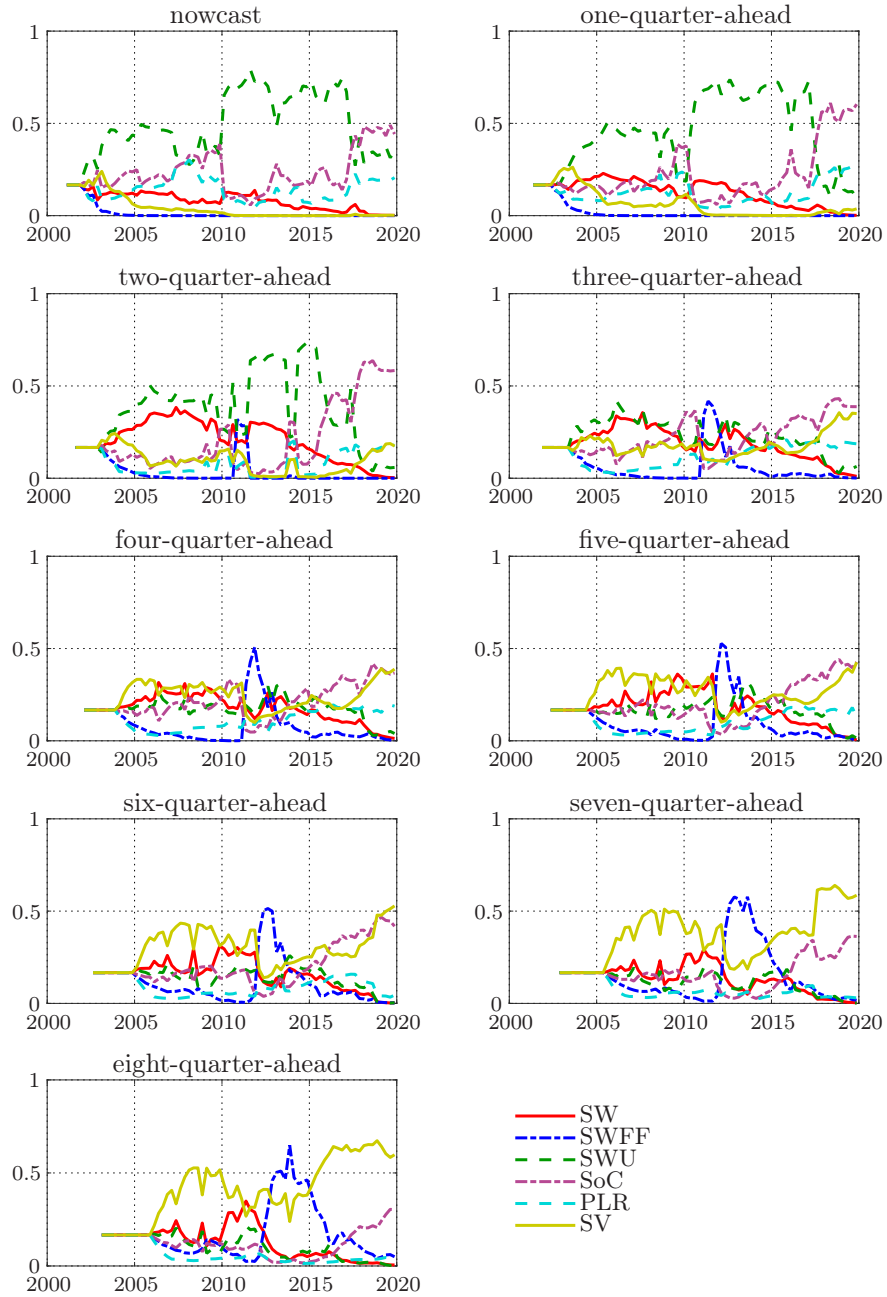 nowcast
one-quarter-ahead
1
0.5
0
2000 2005 2010 2015 2020
1
0.5
0
2000 2005 2010 2015 2020
two-quarter-ahead
three-quarter-ahead
1
0.5
0
2000 2005 2010 2015 2020
1
0.5
0
2000 2005 2010 2015 2020
four-quarter-ahead
five-quarter-ahead
1
0.5
0
2000 2005 2010 2015 2020
1
0.5
0
2000 2005 2010 2015 2020
six-quarter-ahead
seven-quarter-ahead
1
0.5
0
2000 2005 2010 2015 2020
1
0.5
0
2000 2005 2010 2015 2020
eight-quarter-ahead
1
0.5
0
2000 2005 2010 2015 2020
SW
SWFF
SWU
SoC
PLR
SV